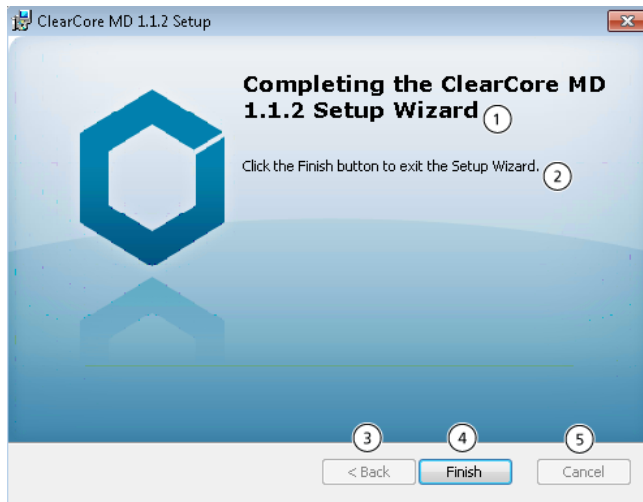 ClearCore MD 1.1.2 Setup
Completing the ClearCore MD
1.1.2 Setup Wizard 1
Click the Finish button to exit the Setup Wizard. 2
3 4 5
< Back Finish Cancel